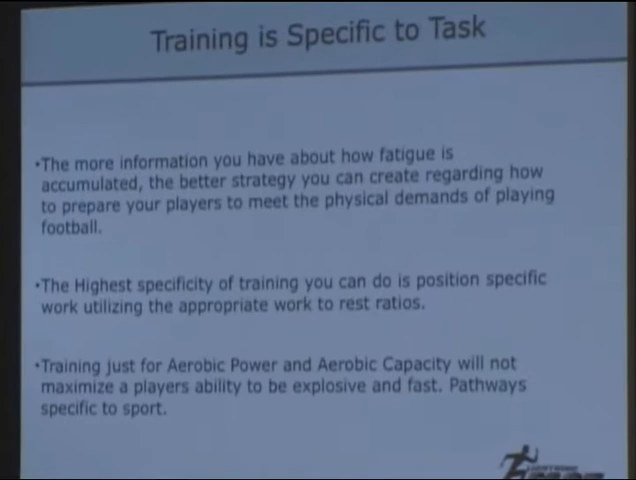 Training is Specific to Task
•The more information you have about how fatigue is
accumulated, the better strategy you can create regarding how
to prepare your players to meet the physical demands of playing
football.
•The Highest specificity of training you can do is position specific
work utilizing the appropriate work to rest ratios.
•Training just for Aerobic Power and Aerobic Capacity will not
maximize a players ability to be explosive and fast. Pathways
specific to sport.